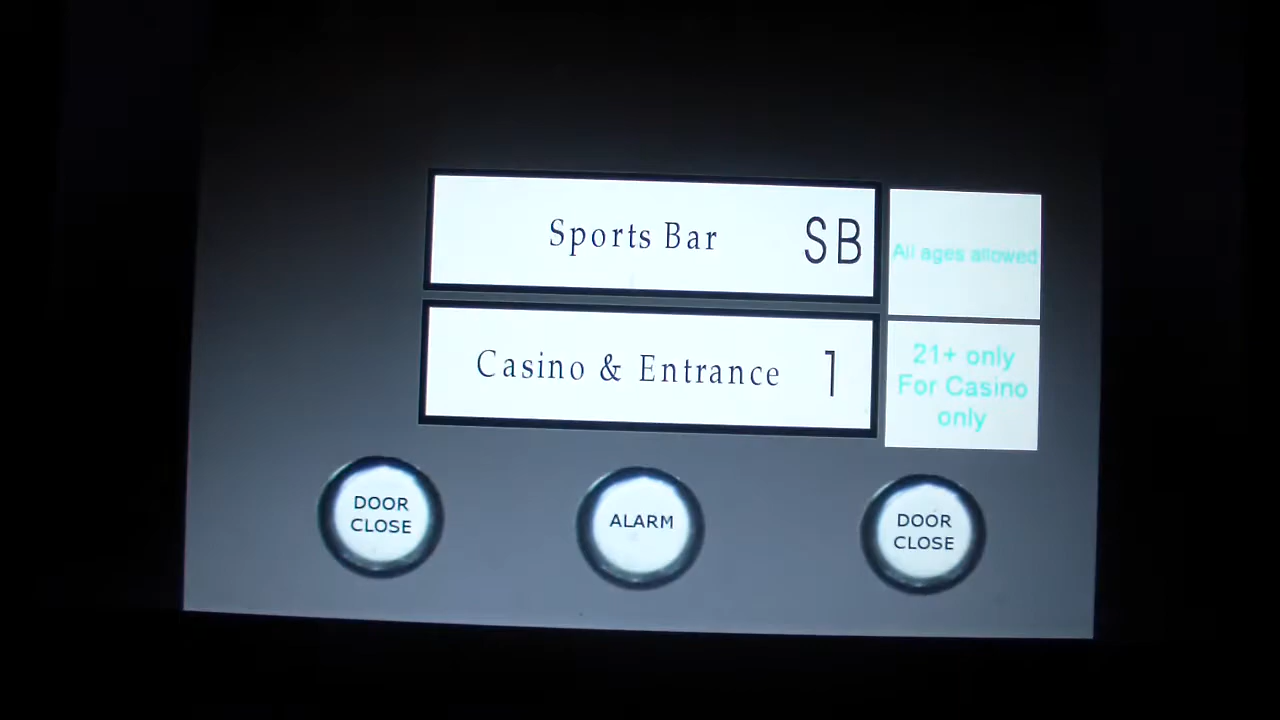 Sports Bar SB
All ages allowed
Casino & Entrance 1
21+ only
For Casino
only
DOOR
CLOSE
ALARM
DOOR
CLOSE